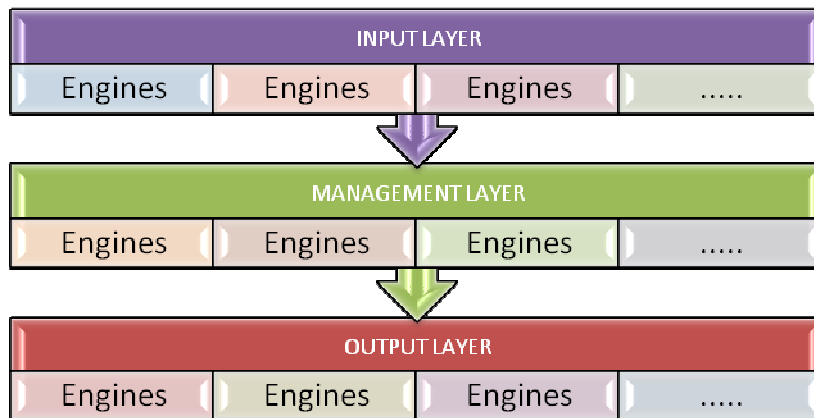 INPUT LAYER
Engines Engines Engines .....
MANAGEMENT LAYER
Engines Engines Engines .....
OUTPUT LAYER
Engines Engines Engines .....